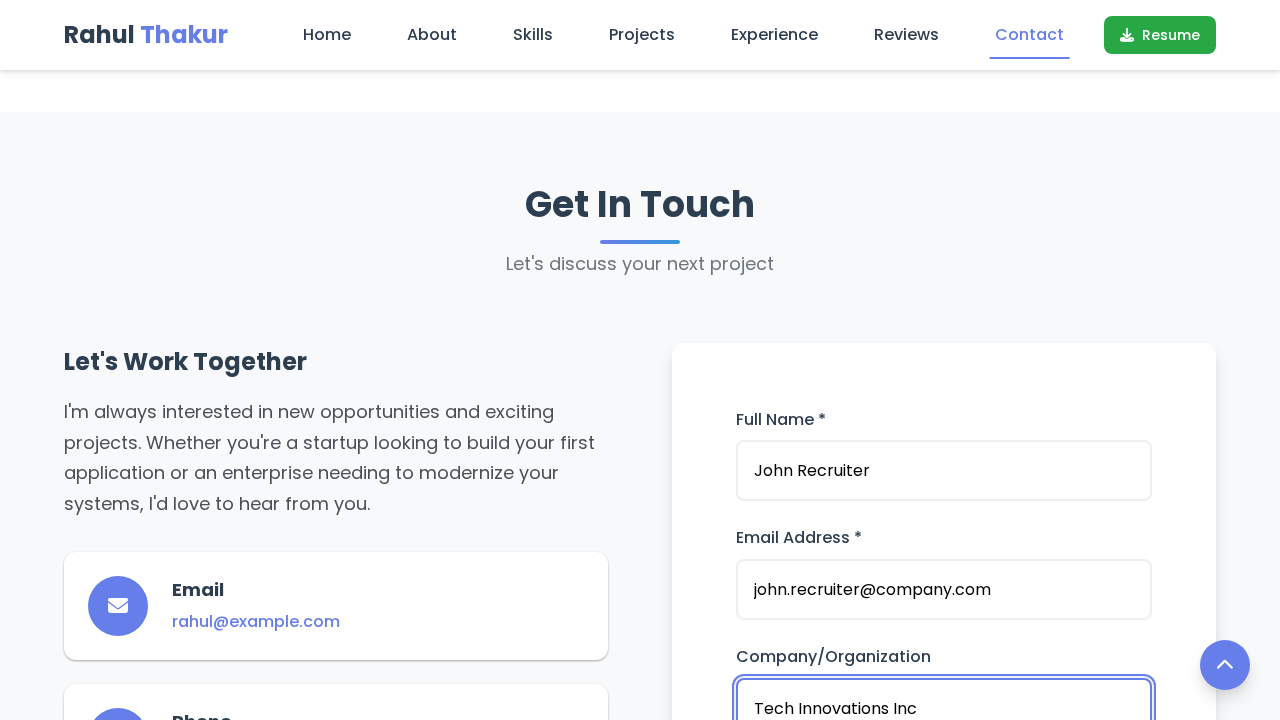 Rahul Thakur
Home
About
Skills
Projects
Experience
Reviews
Contact
Resume
Get In Touch
Let's discuss your next project
Let's Work Together
I'm always interested in new opportunities and exciting
projects. Whether you're a startup looking to build your first
application or an enterprise needing to modernize your
systems, I'd love to hear from you.
Email
rahul@example.com
Phone
Full Name *
John Recruiter
Email Address *
john.recruiter@company.com
Company/Organization
Tech Innovations Inc